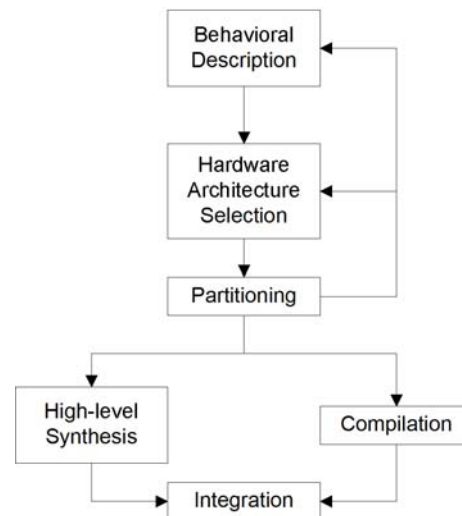 Behavioral
Description
Hardware
Architecture
Selection
Partitioning
High-level
Synthesis
Compilation
Integration